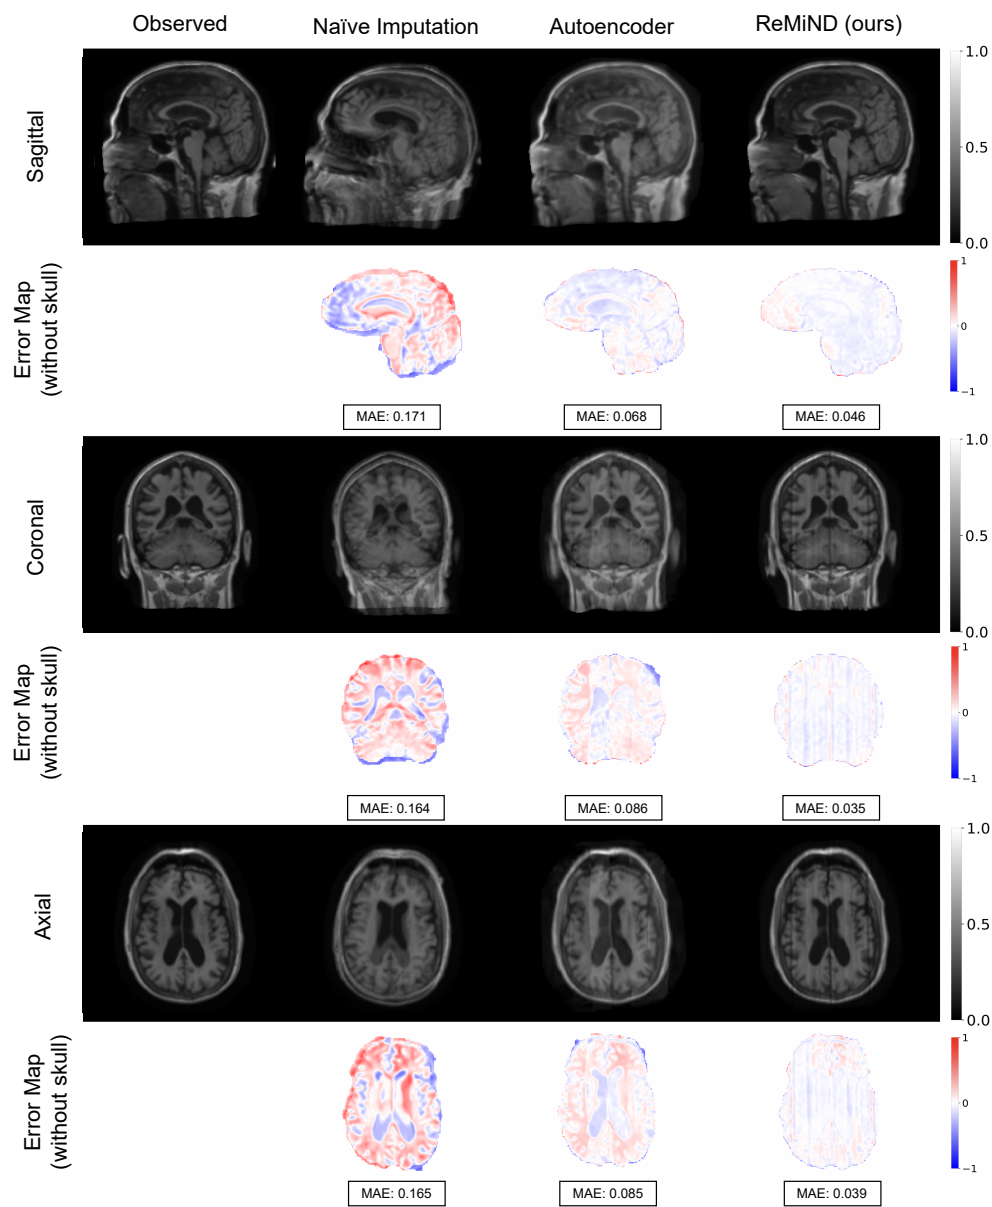 Observed
Naïve Imputation
Autoencoder
ReMiND (ours)
Sagittal
1.0
0.5
0.0
Error Map
(without skull)
1
0
−1
MAE: 0.171
MAE: 0.068
MAE: 0.046
Coronal
1.0
0.5
0.0
Error Map
(without skull)
1
0
−1
MAE: 0.164
MAE: 0.086
MAE: 0.035
Axial
1.0
0.5
0.0
Error Map
(without skull)
1
0
−1
MAE: 0.165
MAE: 0.085
MAE: 0.039